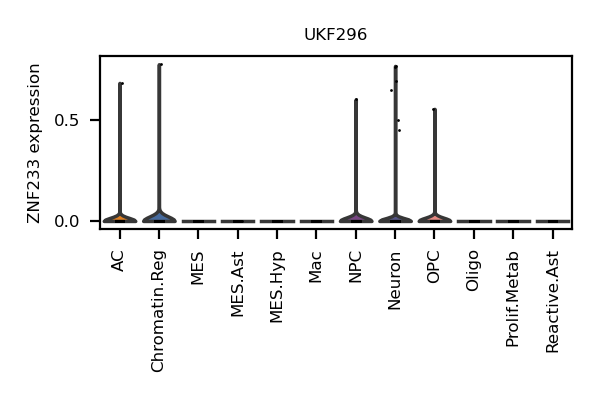 UKF296
ZNF233 expression
0.5
0.0
AC
Chromatin.Reg
MES
MES.Ast
MES.Hyp
Mac
NPC
Neuron
OPC
Oligo
Prolif.Metab
Reactive.Ast